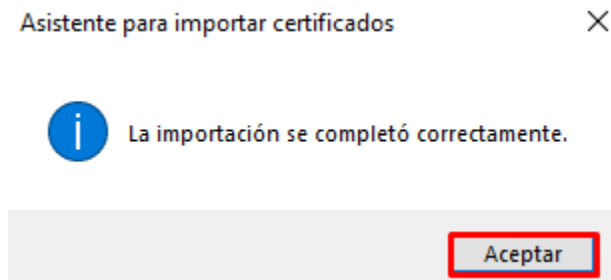 Asistente para importar certificados
La importación se completó correctamente.
Aceptar